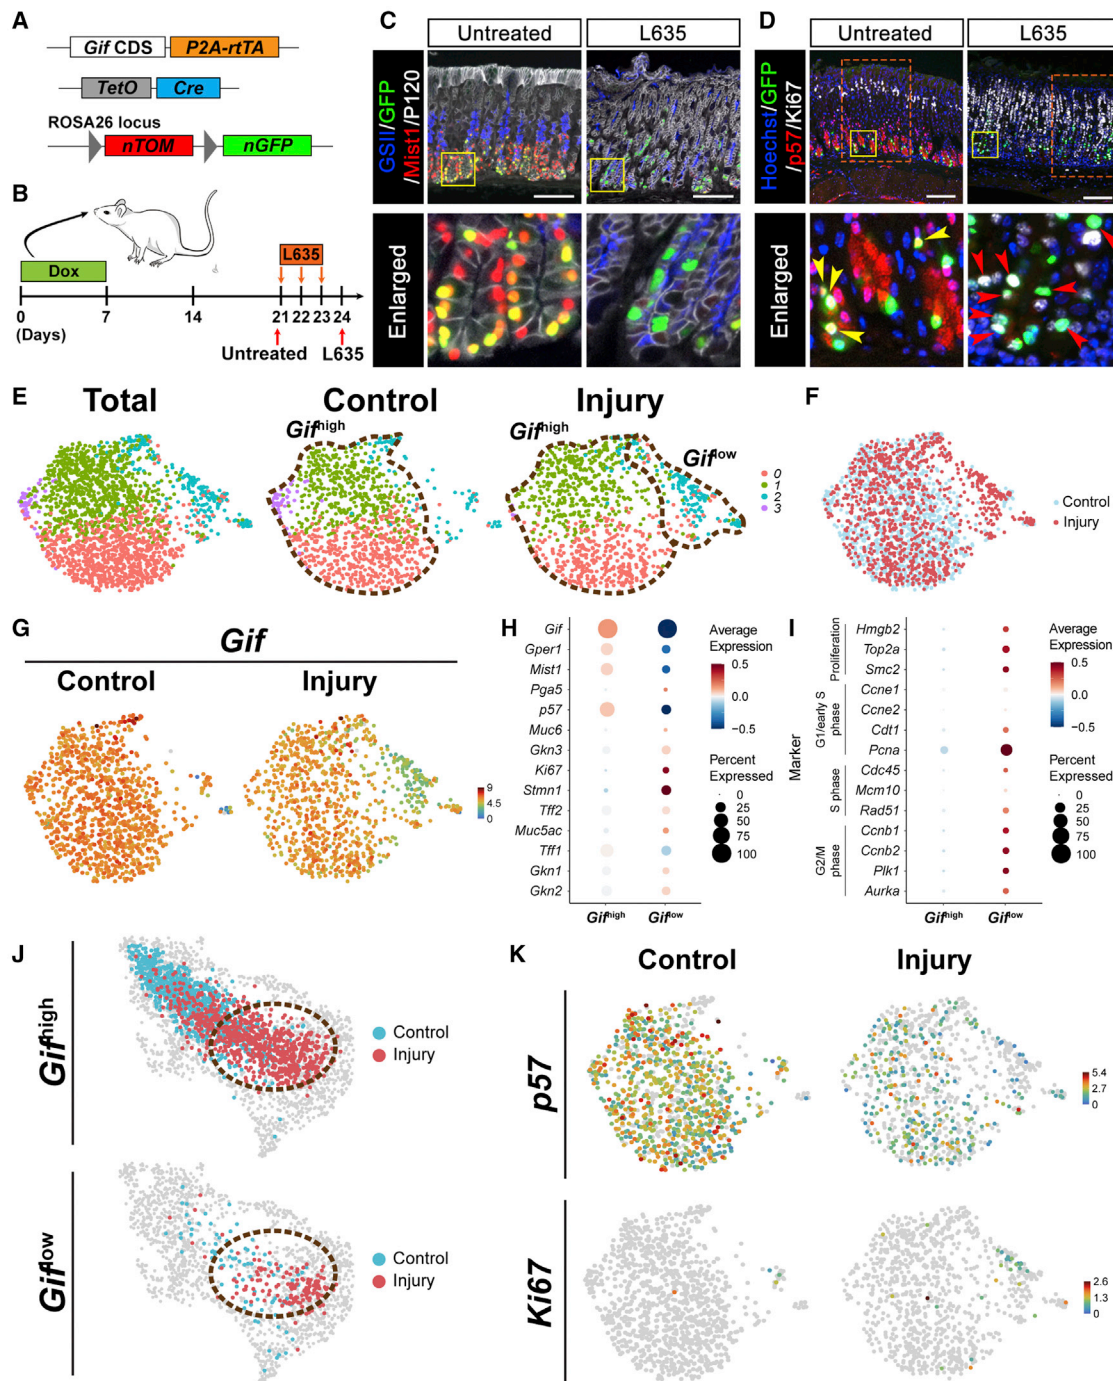 A
Gif CDS
P2A-rtTA
TetO
Cre
ROSA26 locus
nTOM
nGFP
B
Dox
L635
0
7
14
21 22 23 24
(Days)
Untreated
L635
C
Untreated
L635
GSII/GFP
/Mist1/P120
Enlarged
D
Untreated
L635
Hoechst/GFP
/p57/Ki67
Enlarged
E
Total
Control
Injury
Gif high
Gif high
Gif low
0
1
2
3
F
Control
Injury
G
Gif
Control
Injury
9
4.5
0
H
Gif
Gper1
Mist1
Pga5
p57
Muc6
Gkn3
Ki67
Stmn1
Tff2
Muc5ac
Tff1
Gkn1
Gkn2
Gif high
Gif low
Average
Expression
0.5
0.0
−0.5
Percent
Expressed
0
25
50
75
100
I
Marker
Proliferation
G1/early S
phase
S phase
G2/M
phase
Hmgb2
Top2a
Smc2
Ccne1
Ccne2
Cdt1
Pcna
Cdc45
Mcm10
Rad51
Ccnb1
Ccnb2
Plk1
Aurka
Gif high
Gif low
Average
Expression
0.5
0.0
−0.5
Percent
Expressed
0
25
50
75
100
J
Gif high
Control
Injury
Gif low
Control
Injury
K
Control
Injury
p57
5.4
2.7
0
Ki67
2.6
1.3
0